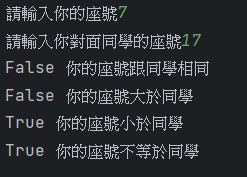 請輸入你的座號7
請輸入你對面同學的座號17
False 你的座號跟同學相同
False 你的座號大於同學
True 你的座號小於同學
True 你的座號不等於同學